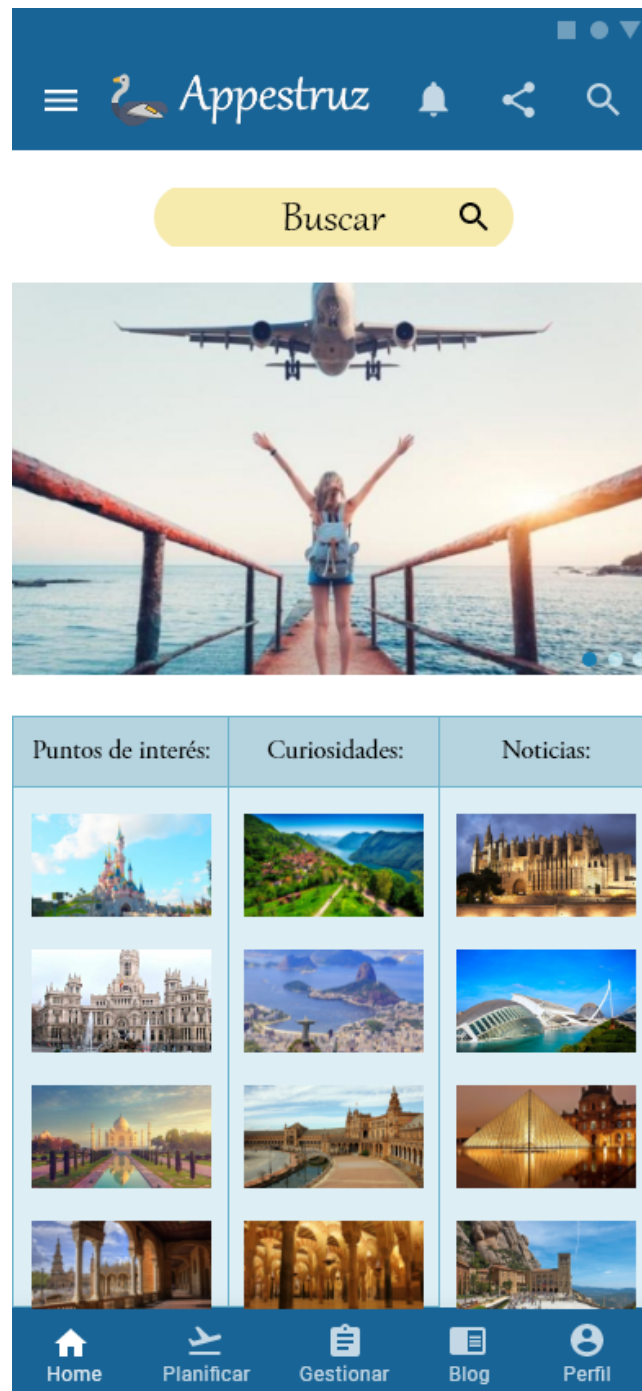 Appestruz
Buscar
Puntos de interés:
Curiosidades:
Noticias:
Home
Planificar
Gestionar
Blog
Perfil